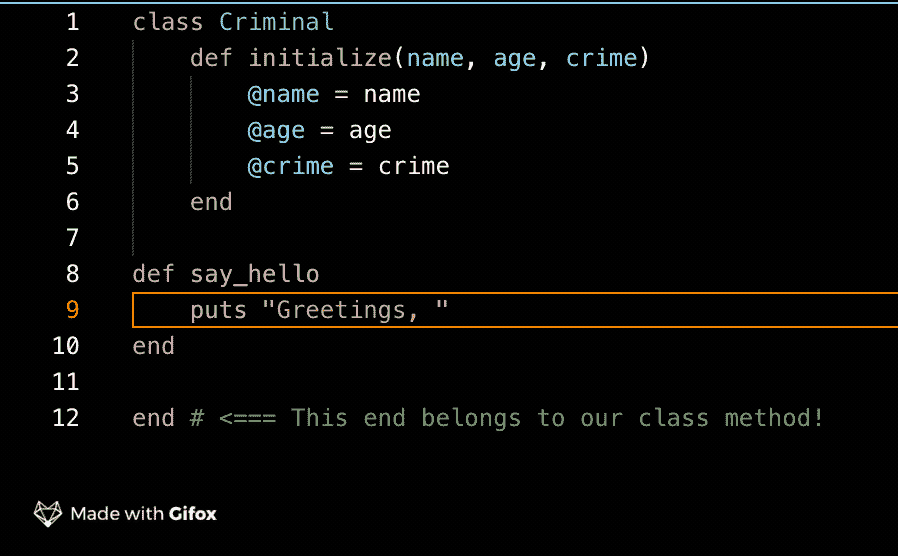 1 class Criminal
2     def initialize(name, age, crime)
3         @name = name
4         @age = age
5         @crime = crime
6     end
7
8 def say_hello
9     puts "Greetings, "
10 end
11
12 end # <=== This end belongs to our class method!
Made with Gifox